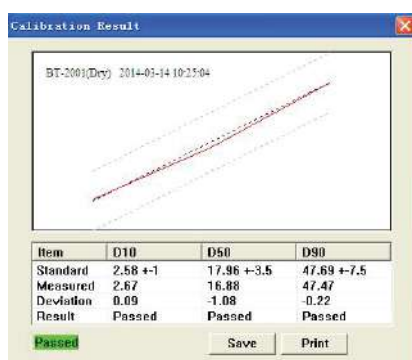 Calibration Result
BT-2001(Dry) 2014-03-14 10:25:04
Item D10 D50 D90
Standard 2.58 +-1 17.96 +-3.5 47.69 +-7.5
Measured 2.67 16.88 47.47
Deviation 0.09 -1.08 -0.22
Result Passed Passed Passed
Passed Save Print